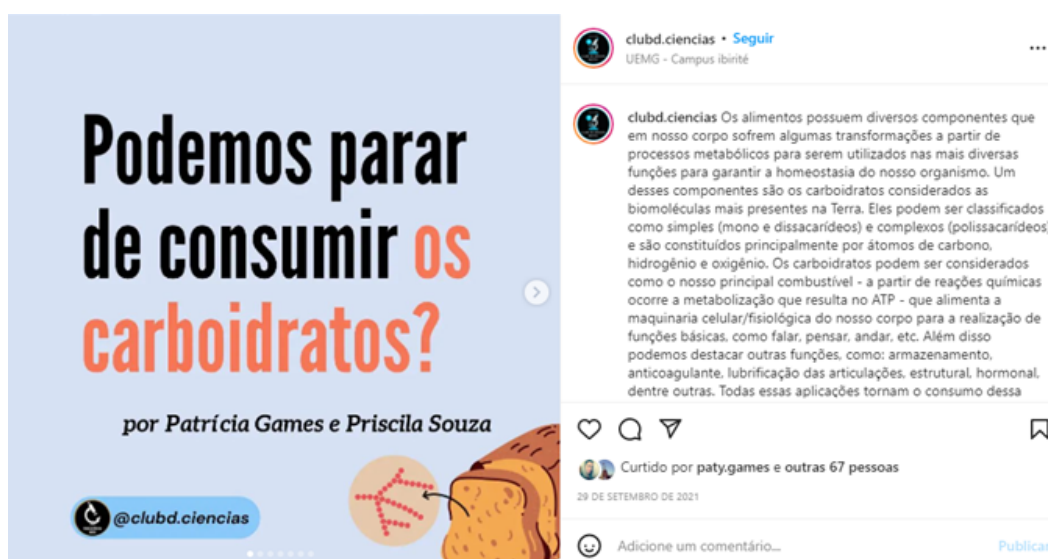 Podemos parar
de consumir os
carboidratos?
por Patrícia Games e Priscila Souza
@clubd.ciencias
clubd.ciencias • Seguir
UEMG - Campus ibirité
clubd.ciencias Os alimentos possuem diversos componentes que
em nosso corpo sofrem algumas transformações a partir de
processos metabólicos para serem utilizados nas mais diversas
funções para garantir a homeostasia do nosso organismo. Um
desses componentes são os carboidratos considerados as
biomoléculas mais presentes na Terra. Eles podem ser classificados
como simples (mono e dissacarídeos) e complexos (polissacarídeos)
e são constituídos principalmente por átomos de carbono,
hidrogênio e oxigênio. Os carboidratos podem ser considerados
como o nosso principal combustível - a partir de reações químicas
ocorre a metabolização que resulta no ATP - que alimenta a
maquinaria celular/fisiológica do nosso corpo para a realização de
funções básicas, como falar, pensar, andar, etc. Além disso
podemos destacar outras funções, como: armazenamento,
anticoagulante, lubrificação das articulações, estrutural, hormonal,
dentre outras. Todas essas aplicações tornam o consumo dessa
Curtido por paty.games e outras 67 pessoas
29 DE SETEMBRO DE 2021
Adicione um comentário...
Publicar